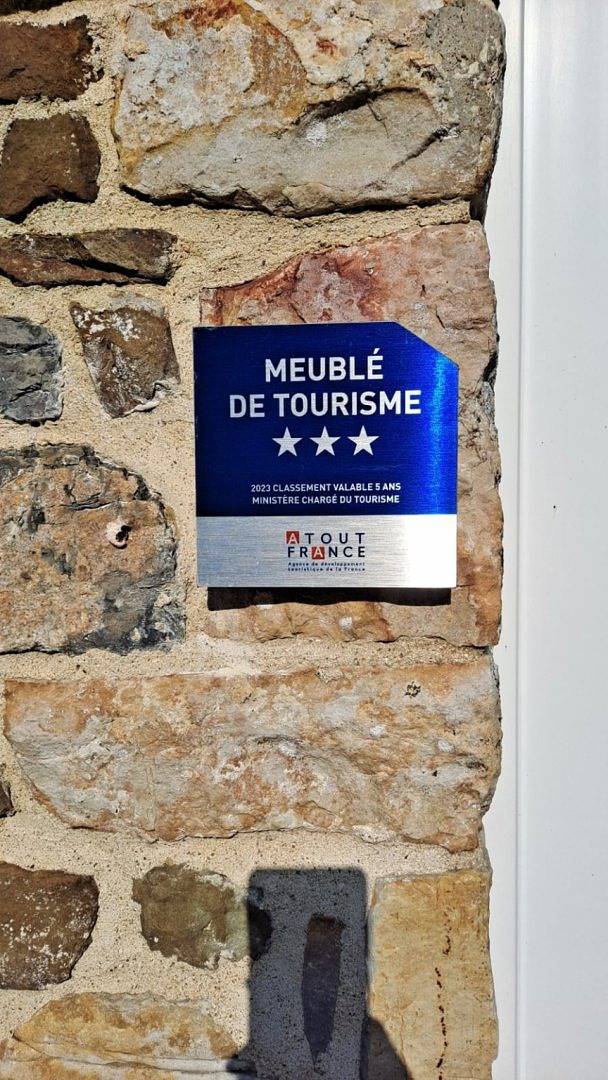 MEUBLÉ
DE TOURISME
2023 CLASSEMENT VALABLE 5 ANS
MINISTÈRE CHARGÉ DU TOURISME
ATOUT
FRANCE
Agence de développement
touristique de la France